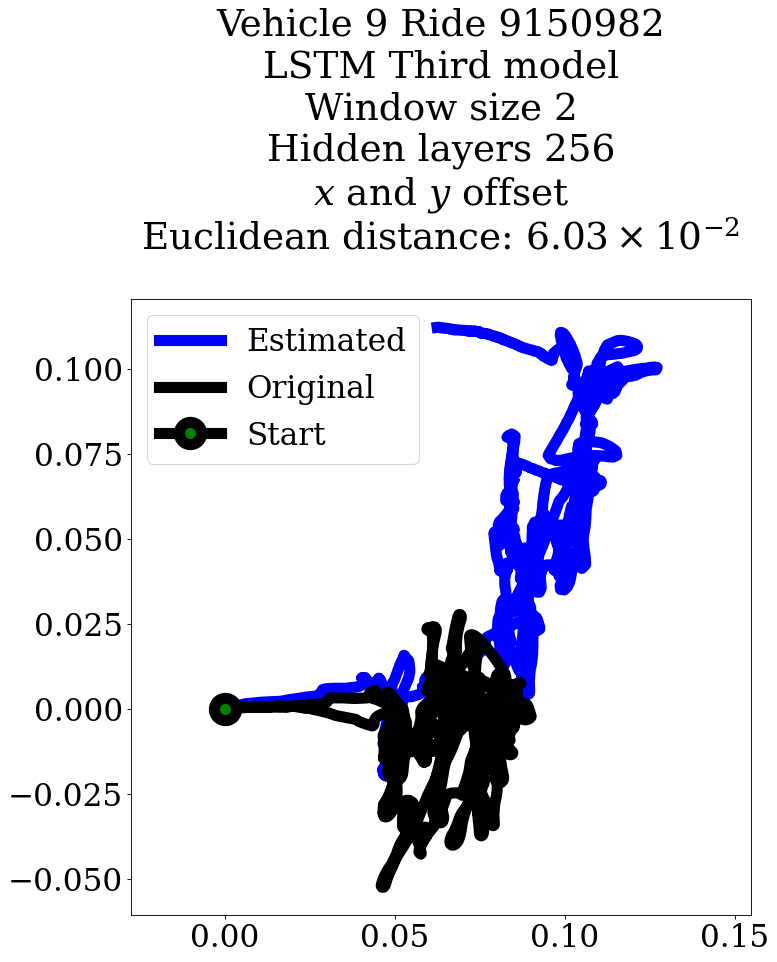 Vehicle 9 Ride 9150982
LSTM Third model
Window size 2
Hidden layers 256
x and y offset
Euclidean distance: 6.03 × 10⁻²
Estimated
Original
Start
0.100
0.075
0.050
0.025
0.000
−0.025
−0.050
0.00 0.05 0.10 0.15